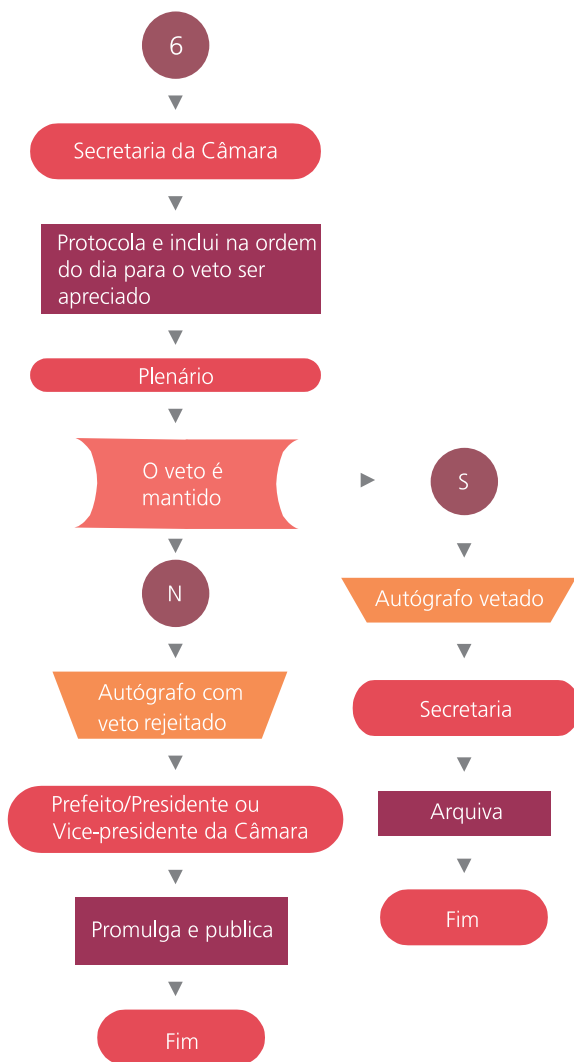 6
Secretaria da Câmara
Protocola e inclui na ordem
do dia para o veto ser
apreciado
Plenário
O veto é
mantido
S
N
Autógrafo vetado
Autógrafo com
veto rejeitado
Secretaria
Prefeito/Presidente ou
Vice-presidente da Câmara
Arquiva
Promulga e publica
Fim
Fim